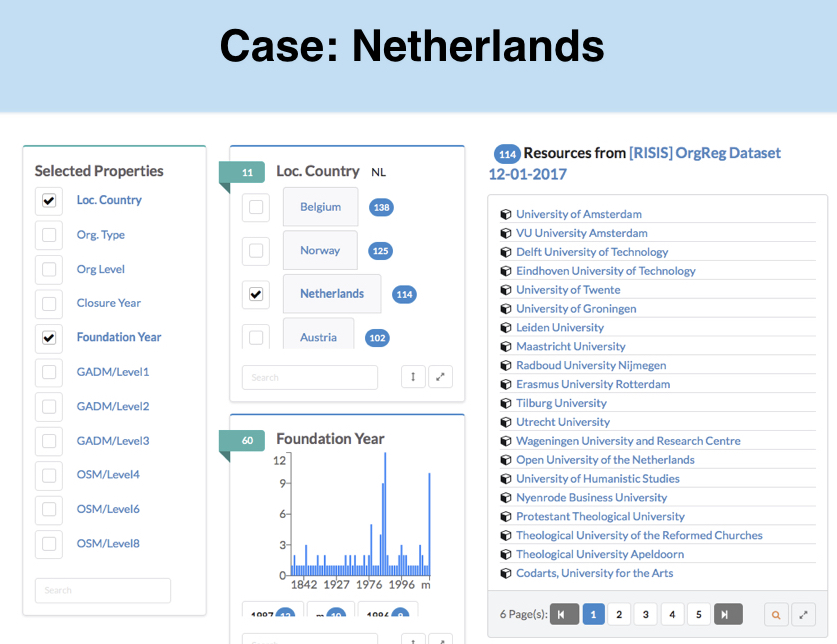 Case: Netherlands
Selected Properties
Loc. Country
Org. Type
Org Level
Closure Year
Foundation Year
GADM/Level1
GADM/Level2
GADM/Level3
OSM/Level4
OSM/Level6
OSM/Level8
Search
11
Loc. Country NL
Belgium 138
Norway 125
Netherlands 114
Austria 102
Search
60
Foundation Year
12
9
6
3
0
1842 1927 1976 1996 m
1987 12 m 10 1986 9
Search
114 Resources from [RISIS] OrgReg Dataset
12-01-2017
University of Amsterdam
VU University Amsterdam
Delft University of Technology
Eindhoven University of Technology
University of Twente
University of Groningen
Leiden University
Maastricht University
Radboud University Nijmegen
Erasmus University Rotterdam
Tilburg University
Utrecht University
Wageningen University and Research Centre
Open University of the Netherlands
University of Humanistic Studies
Nyenrode Business University
Protestant Theological University
Theological University of the Reformed Churches
Theological University Apeldoorn
Codarts, University for the Arts
6 Page(s): 1 2 3 4 5